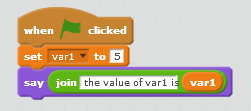 when clicked
set var1 to 5
say join the value of var1 is var1